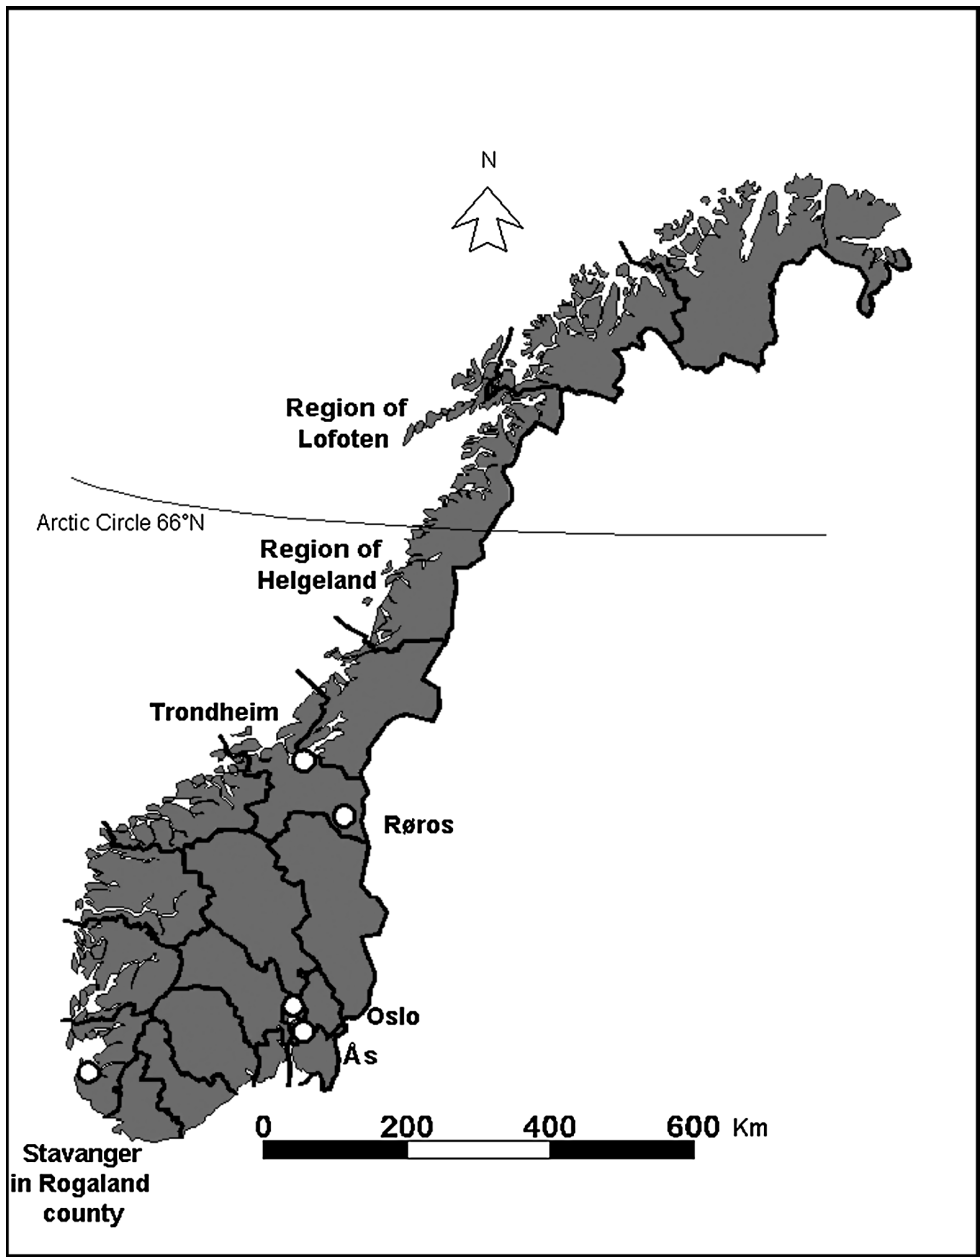 N
Region of
Lofoten
Arctic Circle 66°N
Region of
Helgeland
Trondheim
Røros
Oslo
Ås
0 200 400 600 Km
Stavanger
in Rogaland
county